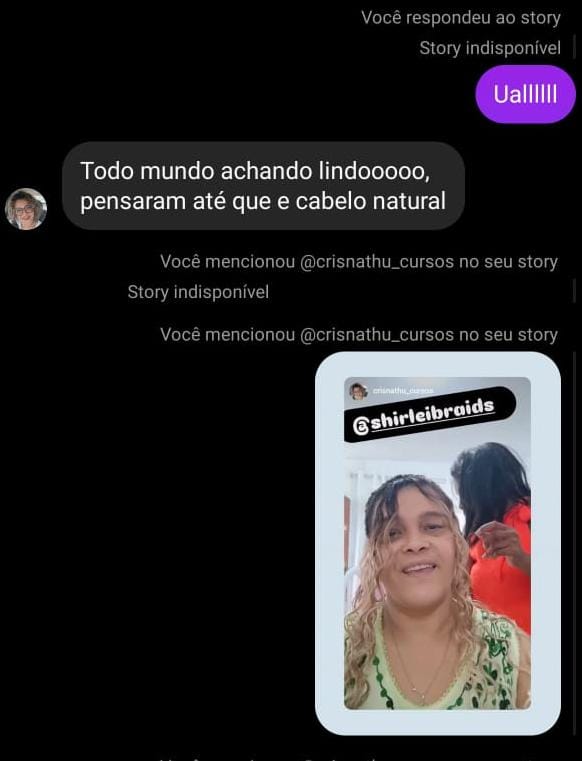 Você respondeu ao story
Story indisponível
Uallllll
Todo mundo achando lindooooo,
pensaram até que e cabelo natural
Você mencionou @crisnathu_cursos no seu story
Story indisponível
Você mencionou @crisnathu_cursos no seu story
crisnathu_cursos
@shirleibraids